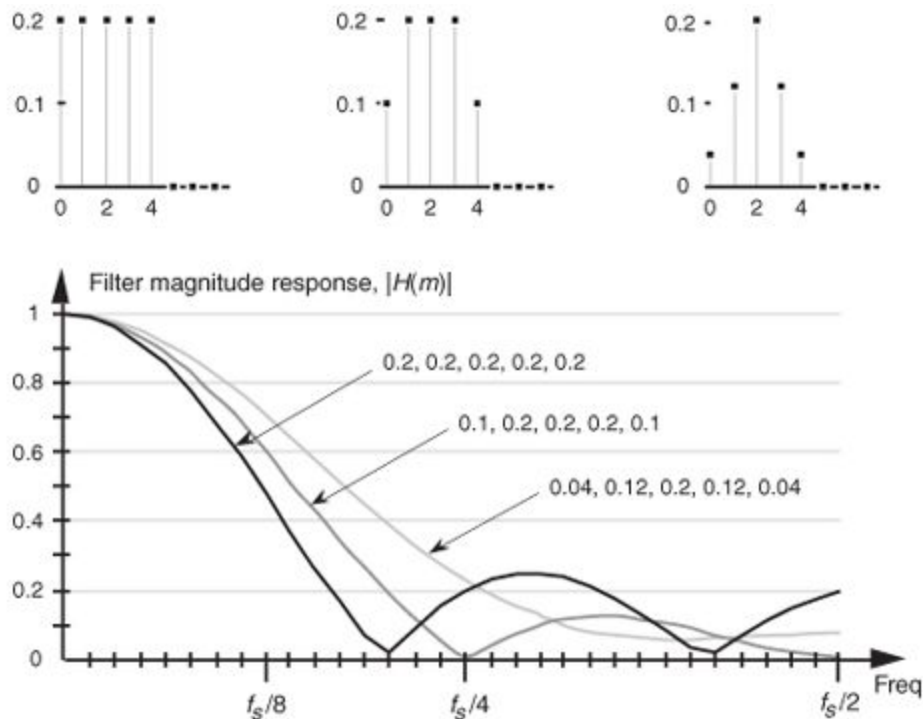 0.2 0.2 0.2
0.1 0.1 0.1
0 0 0
0 2 4 0 2 4 0 2 4
Filter magnitude response, |H(m)|
1
0.2, 0.2, 0.2, 0.2, 0.2
0.8
0.1, 0.2, 0.2, 0.2, 0.1
0.6
0.04, 0.12, 0.2, 0.12, 0.04
0.4
0.2
0
Freq
fs/8 fs/4 fs/2